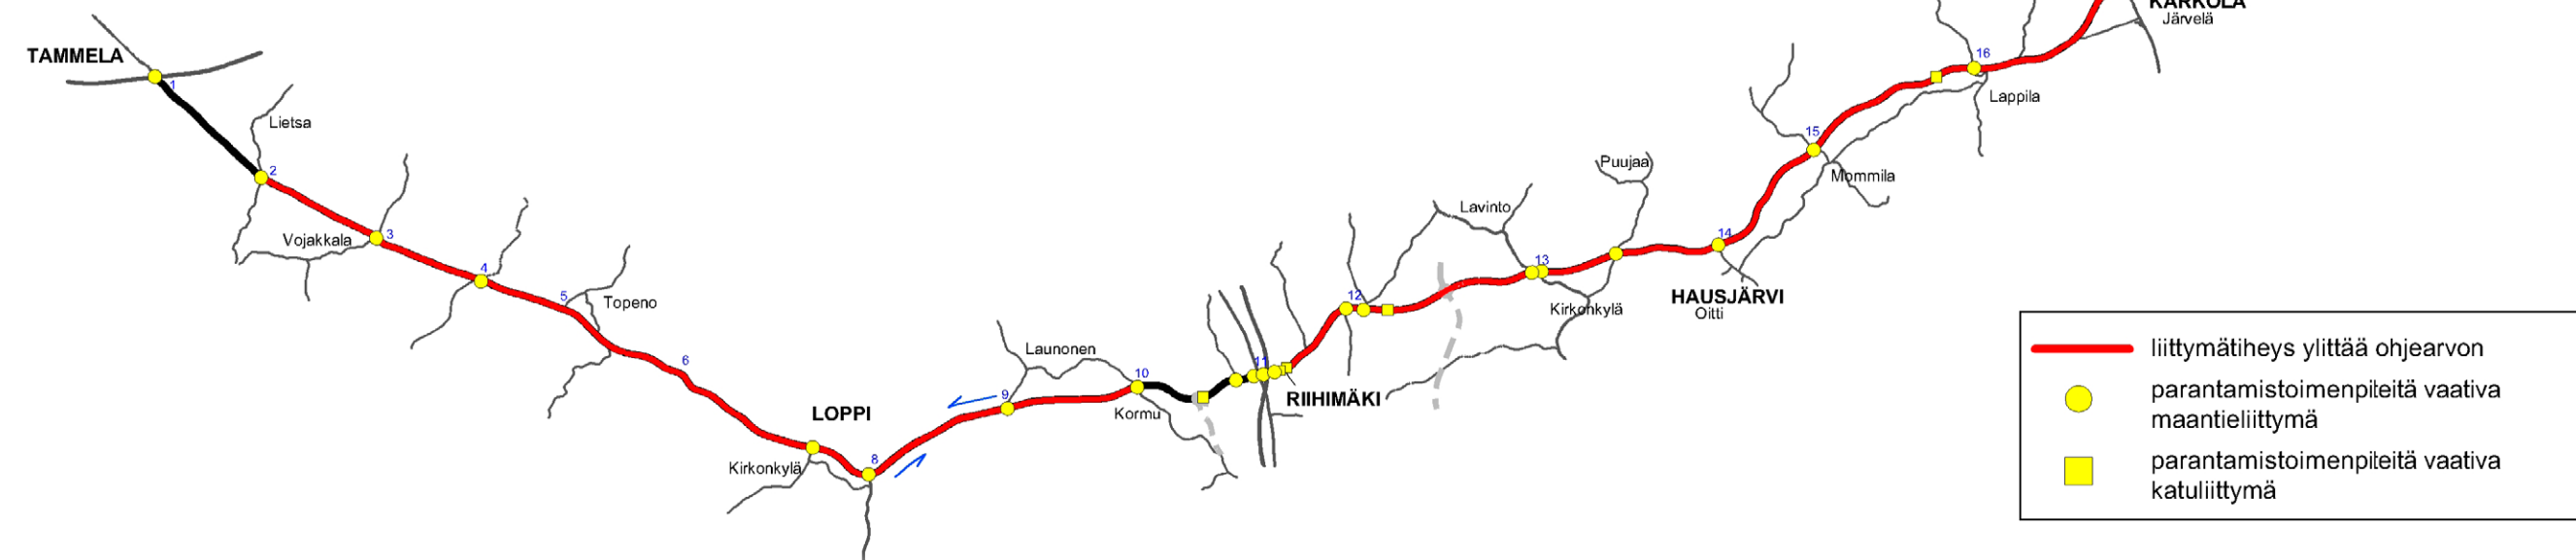 KÄRKÖLÄ
Järvelä
TAMMELA
1
Lietsa
2
Vojakkala
3
4
5
Topeno
6
LOPPI
Kirkonkylä
8
9
Launonen
10
Kormu
11
RIIHIMÄKI
12
Lavinto
13
Puujaa
Kirkonkylä
14
HAUSJÄRVI
Oitti
15
Mommila
16
Lappila
liittymätiheys ylittää ohjearvon
parantamistoimenpiteitä vaativa
maantieliittymä
parantamistoimenpiteitä vaativa
katuliittymä